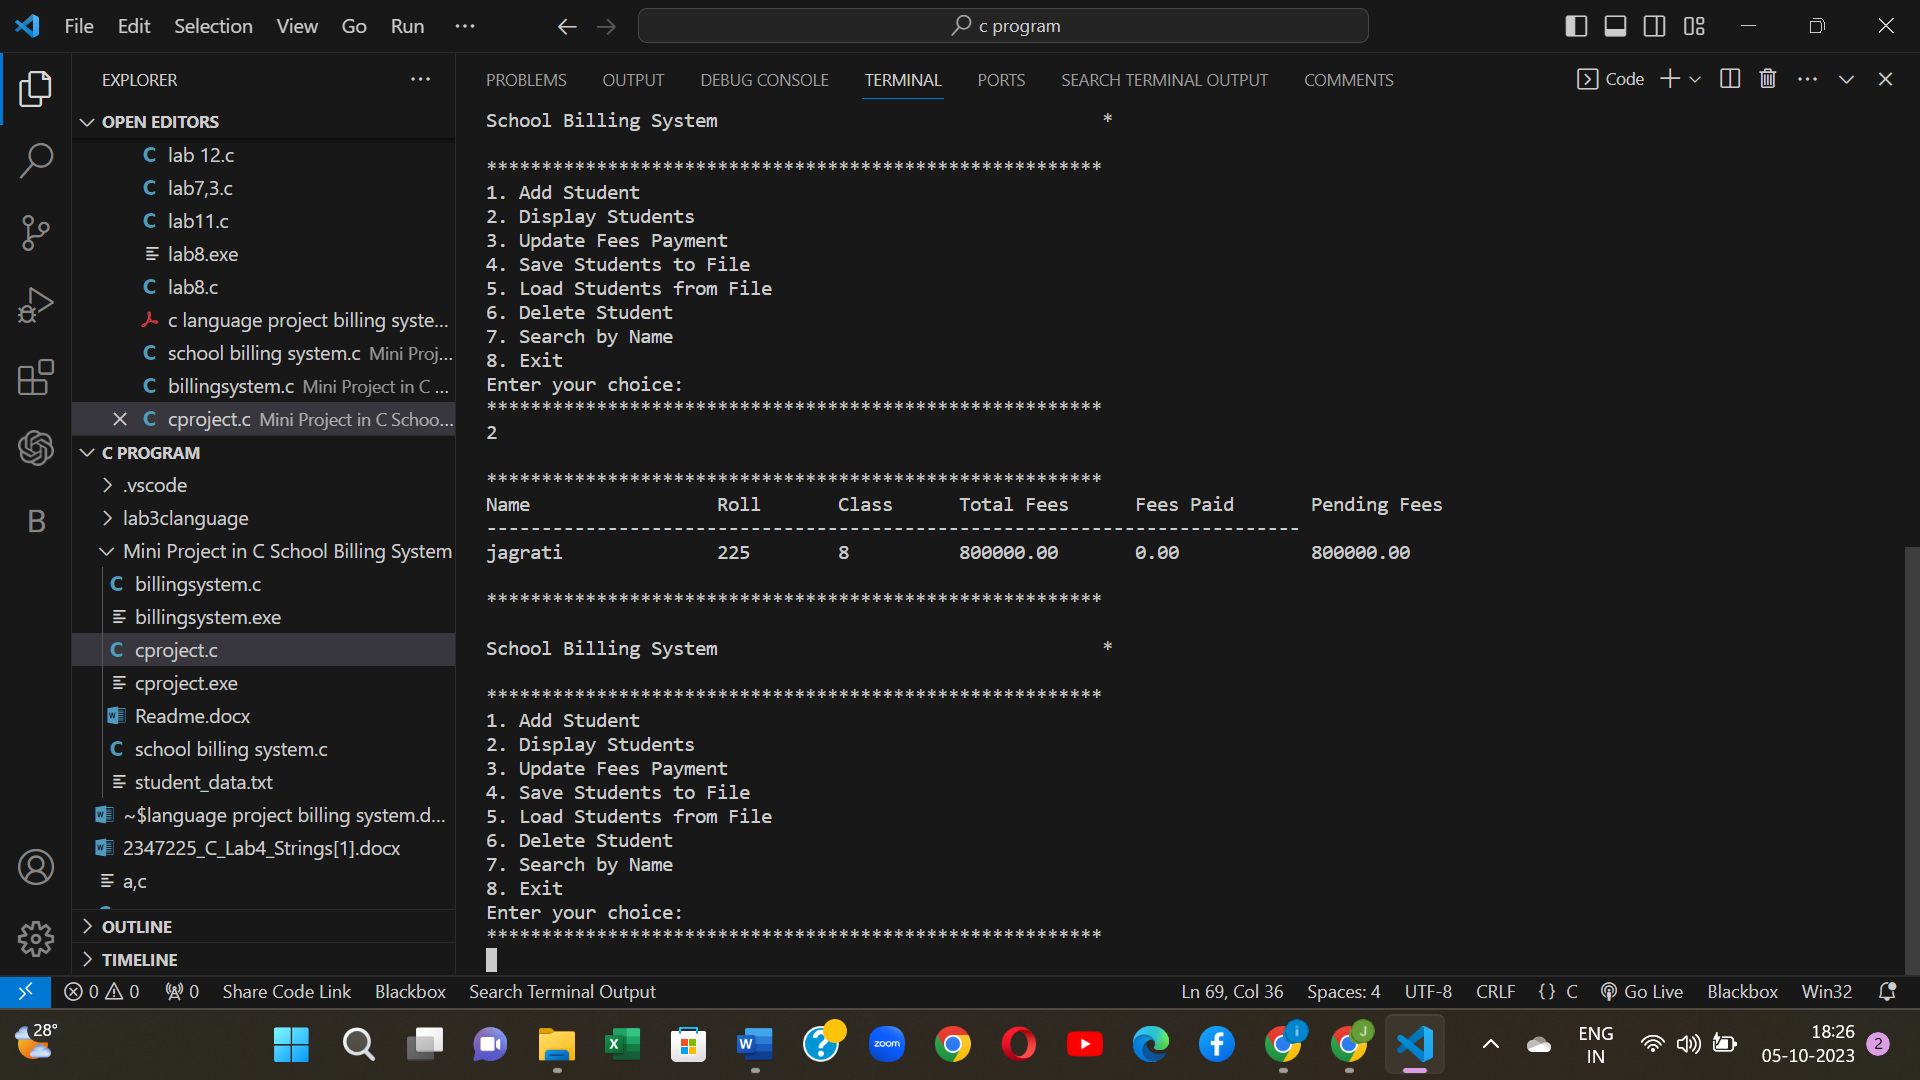 File Edit Selection View Go Run ··· c program
EXPLORER ···
OPEN EDITORS
C lab 12.c
C lab7,3.c
C lab11.c
lab8.exe
C lab8.c
c language project billing syste...
C school billing system.c Mini Proj...
C billingsystem.c Mini Project in C ...
C cproject.c Mini Project in C Schoo...
C PROGRAM
.vscode
lab3clanguage
Mini Project in C School Billing System
C billingsystem.c
billingsystem.exe
C cproject.c
cproject.exe
Readme.docx
C school billing system.c
student_data.txt
~$language project billing system.d...
2347225_C_Lab4_Strings[1].docx
a,c
OUTLINE
TIMELINE
B
PROBLEMS OUTPUT DEBUG CONSOLE TERMINAL PORTS SEARCH TERMINAL OUTPUT COMMENTS Code
School Billing System *
********************************************************
1. Add Student
2. Display Students
3. Update Fees Payment
4. Save Students to File
5. Load Students from File
6. Delete Student
7. Search by Name
8. Exit
Enter your choice:
********************************************************
2
********************************************************
Name Roll Class Total Fees Fees Paid Pending Fees
--------------------------------------------------------------------------
jagrati 225 8 800000.00 0.00 800000.00
********************************************************
School Billing System *
********************************************************
1. Add Student
2. Display Students
3. Update Fees Payment
4. Save Students to File
5. Load Students from File
6. Delete Student
7. Search by Name
8. Exit
Enter your choice:
********************************************************
0 0 0 Share Code Link Blackbox Search Terminal Output Ln 69, Col 36 Spaces: 4 UTF-8 CRLF {} C Go Live Blackbox Win32
28° zoom J ENG IN 18:26 05-10-2023 2